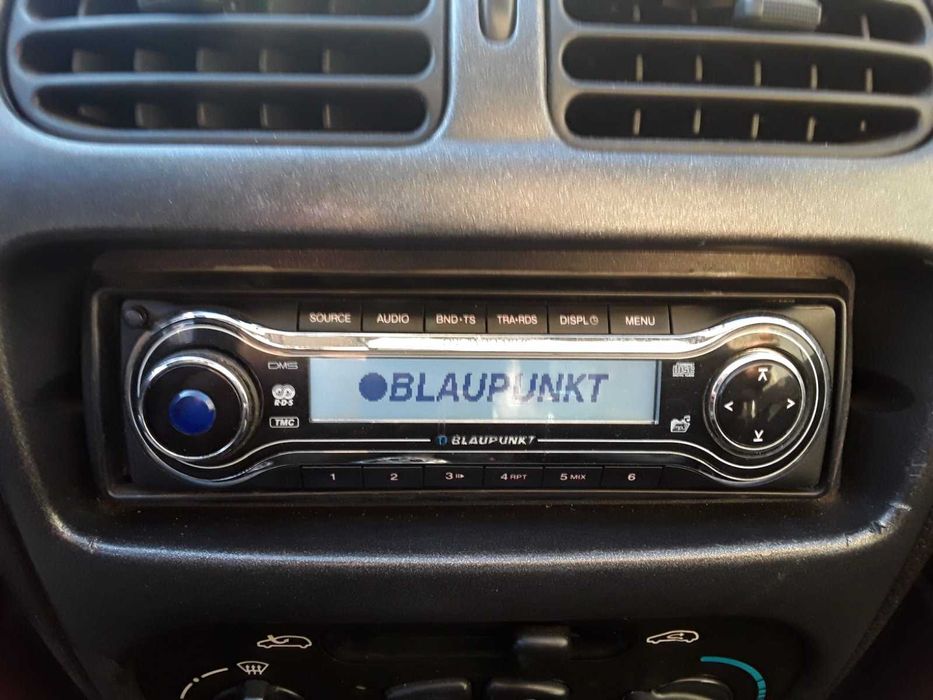 SOURCE AUDIO BND•TS TRA•RDS DISPL MENU
DMS
R•D•S
TMC
BLAUPUNKT
BLAUPUNKT
1 2 3 4 RPT 5 MIX 6